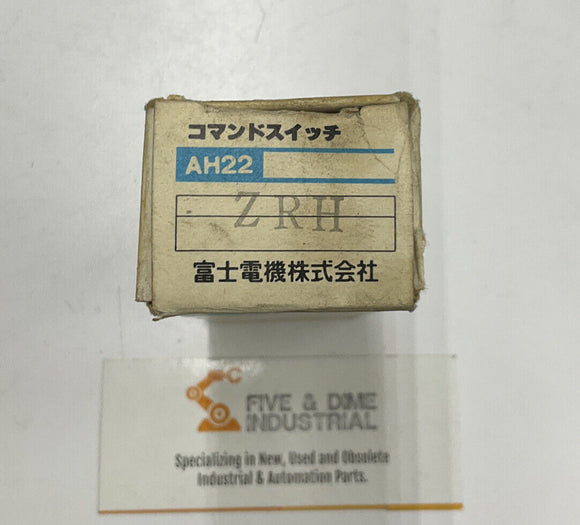 コマンドスイッチ
AH22
ZRH
富士電機株式会社
FIVE & DIME
INDUSTRIAL
Specializing in New, Used and Obsolete
Industrial & Automation Parts.